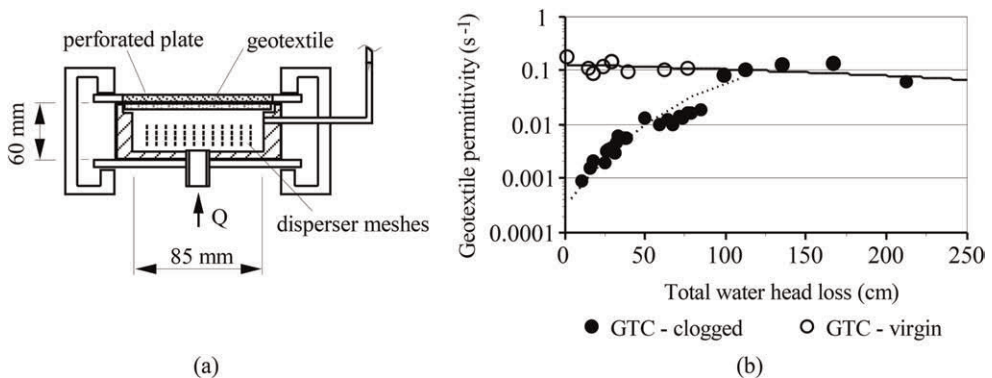 perforated plate
geotextile
60 mm
Q
disperser meshes
85 mm
(a)
Geotextile permittivity (s⁻¹)
1
0.1
0.01
0.001
0.0001
0 50 100 150 200 250
Total water head loss (cm)
GTC - clogged GTC - virgin
(b)